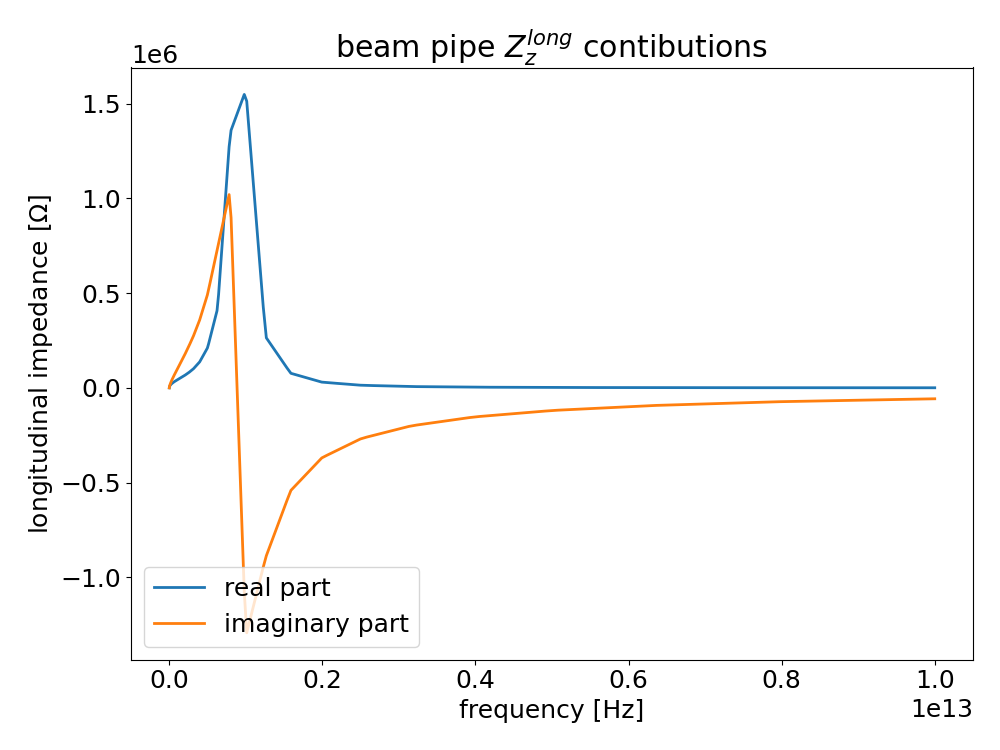 beam pipe $Z_z^{long}$ contibutions
1e6
1.5
1.0
0.5
0.0
−0.5
−1.0
longitudinal impedance [Ω]
real part
imaginary part
0.0 0.2 0.4 0.6 0.8 1.0
frequency [Hz]
1e13